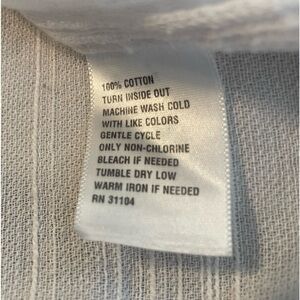 100% COTTON
TURN INSIDE OUT
MACHINE WASH COLD
WITH LIKE COLORS
GENTLE CYCLE
ONLY NON-CHLORINE
BLEACH IF NEEDED
TUMBLE DRY LOW
WARM IRON IF NEEDED
RN 31104